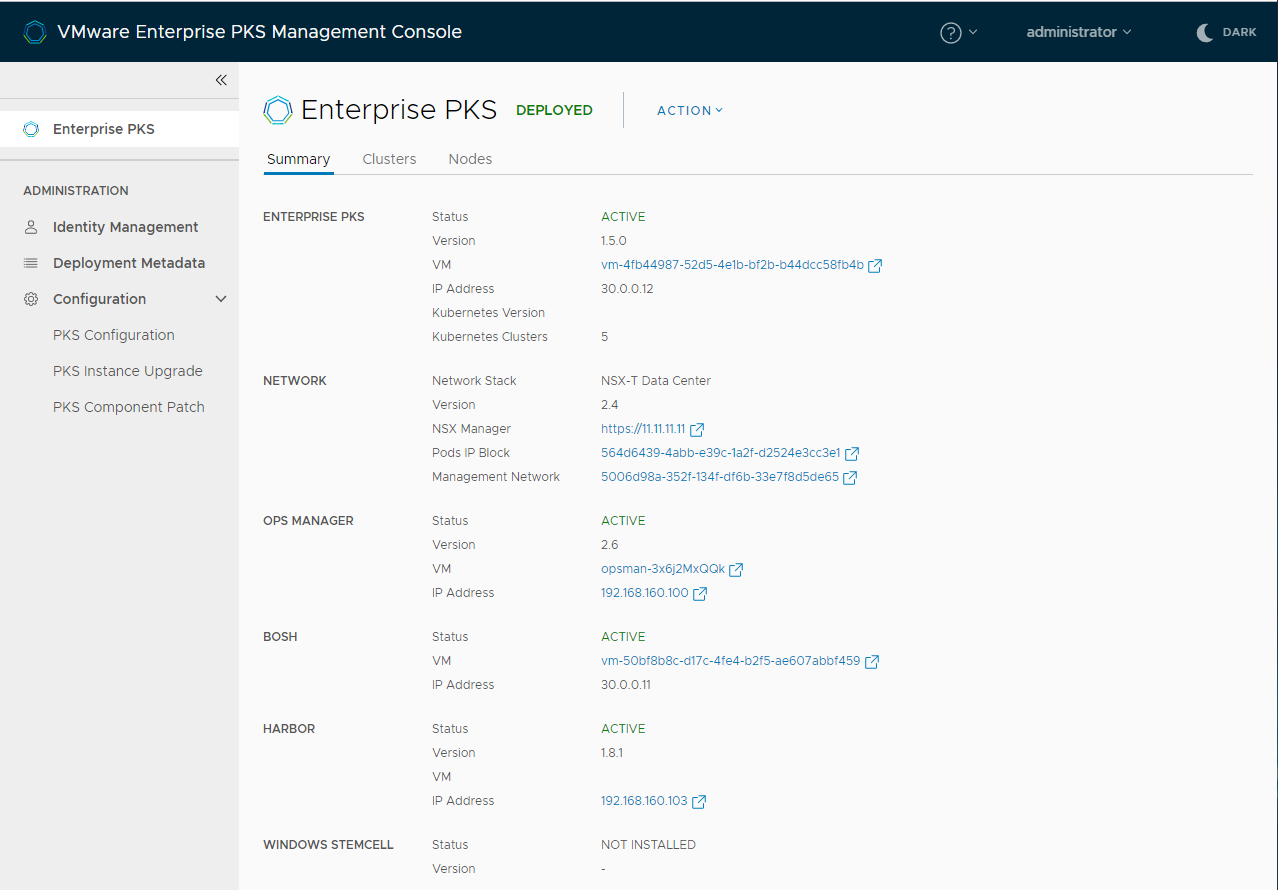 VMware Enterprise PKS Management Console
? administrator DARK
Enterprise PKS
ADMINISTRATION
Identity Management
Deployment Metadata
Configuration
PKS Configuration
PKS Instance Upgrade
PKS Component Patch
Enterprise PKS DEPLOYED ACTION
Summary Clusters Nodes
ENTERPRISE PKS Status ACTIVE
Version 1.5.0
VM vm-4fb44987-52d5-4e1b-bf2b-b44dcc58fb4b
IP Address 30.0.0.12
Kubernetes Version
Kubernetes Clusters 5
NETWORK Network Stack NSX-T Data Center
Version 2.4
NSX Manager https://11.11.11.11
Pods IP Block 564d6439-4abb-e39c-1a2f-d2524e3cc3e1
Management Network 5006d98a-352f-134f-df6b-33e7f8d5de65
OPS MANAGER Status ACTIVE
Version 2.6
VM opsman-3x6j2MxQQk
IP Address 192.168.160.100
BOSH Status ACTIVE
VM vm-50bf8b8c-d17c-4fe4-b2f5-ae607abbf459
IP Address 30.0.0.11
HARBOR Status ACTIVE
Version 1.8.1
VM
IP Address 192.168.160.103
WINDOWS STEMCELL Status NOT INSTALLED
Version -